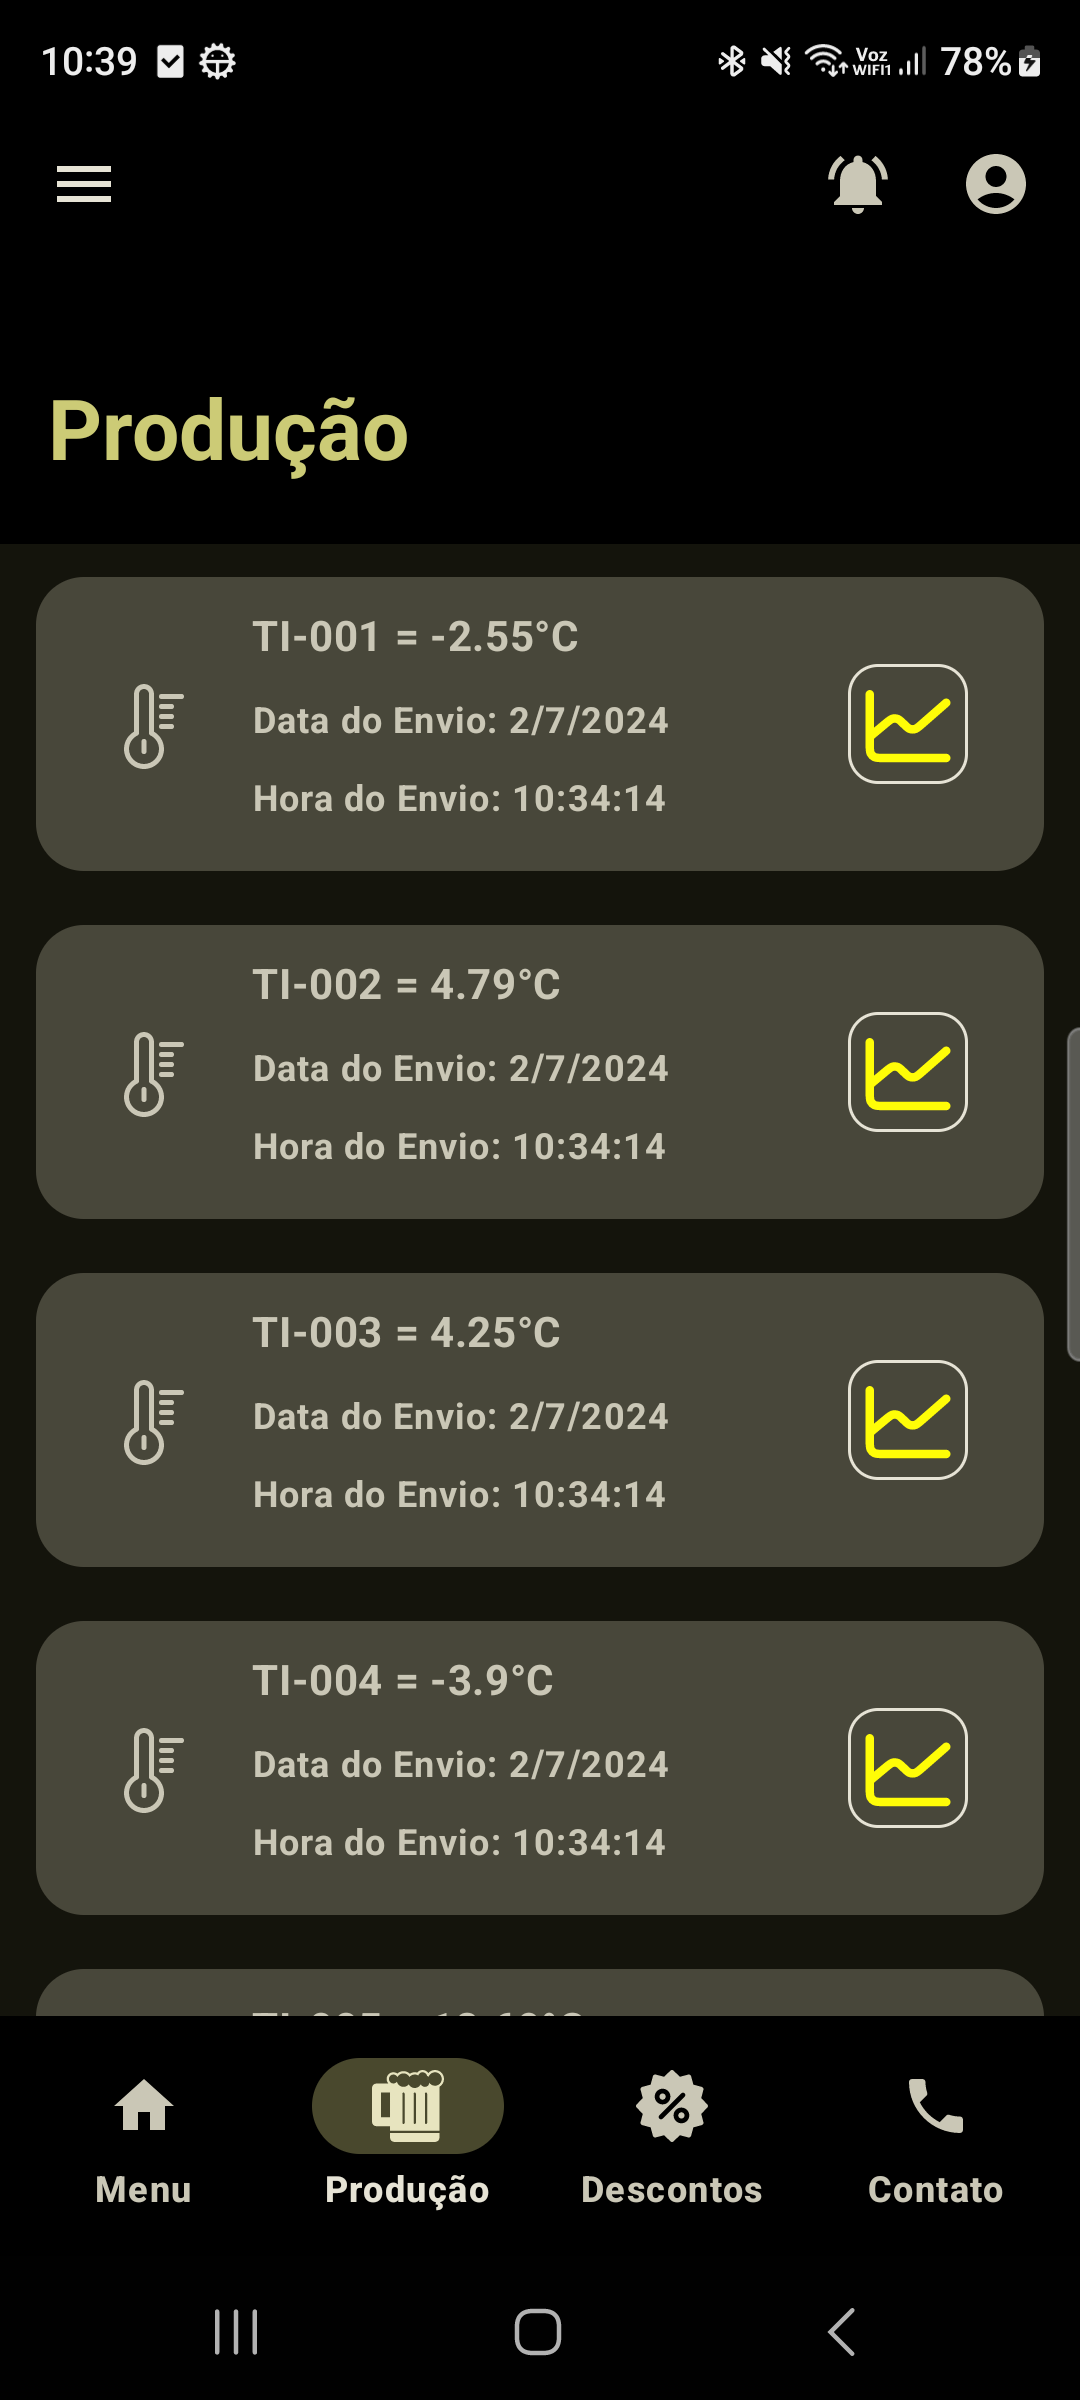 10:39
Voz
WIFI1
78%
Produção
TI-001 = -2.55°C
Data do Envio: 2/7/2024
Hora do Envio: 10:34:14
TI-002 = 4.79°C
Data do Envio: 2/7/2024
Hora do Envio: 10:34:14
TI-003 = 4.25°C
Data do Envio: 2/7/2024
Hora do Envio: 10:34:14
TI-004 = -3.9°C
Data do Envio: 2/7/2024
Hora do Envio: 10:34:14
Menu
Produção
Descontos
Contato